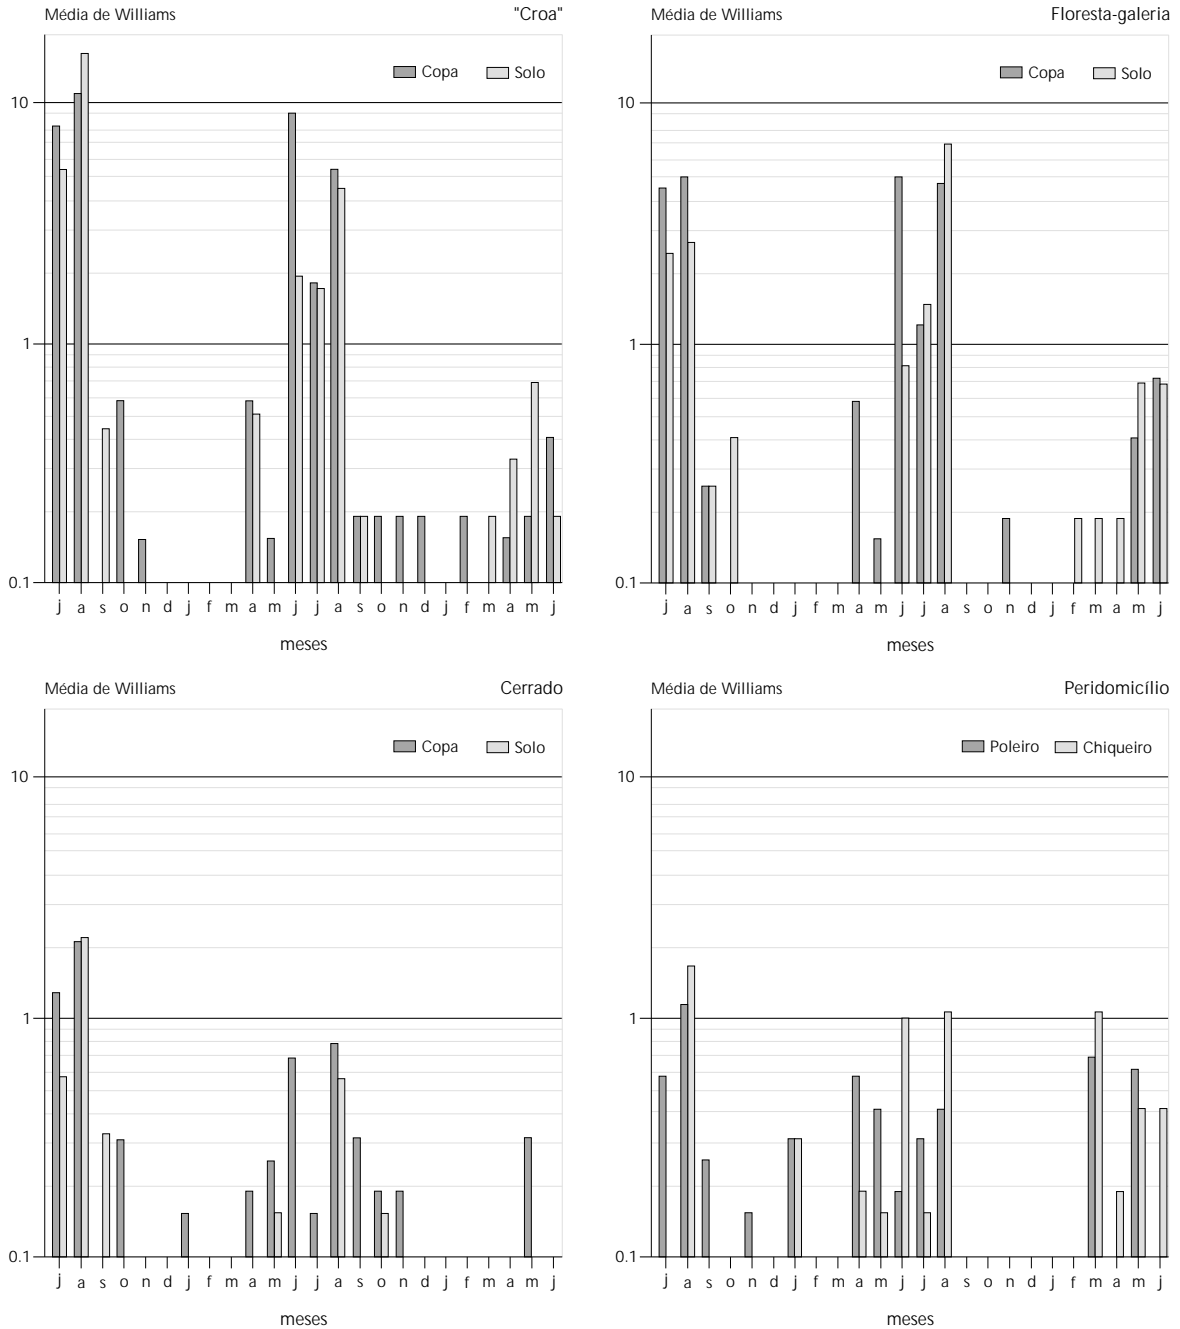 Média de Williams "Croa"
Copa Solo
10
1
0.1
j a s o n d j f m a m j j a s o n d j f m a m j
meses
Média de Williams Floresta-galeria
Copa Solo
10
1
0.1
j a s o n d j f m a m j j a s o n d j f m a m j
meses
Média de Williams Cerrado
Copa Solo
10
1
0.1
j a s o n d j f m a m j j a s o n d j f m a m j
meses
Média de Williams Peridomicílio
Poleiro Chiqueiro
10
1
0.1
j a s o n d j f m a m j j a s o n d j f m a m j
meses